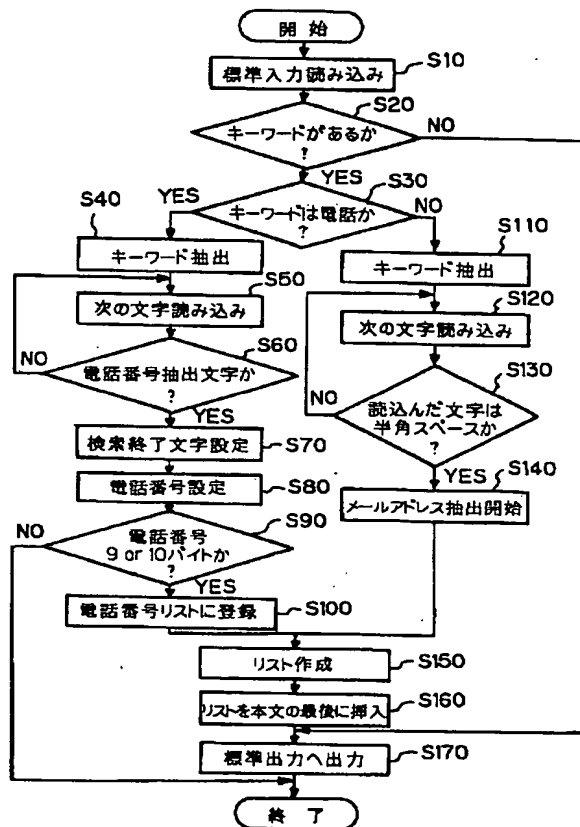 開始
標準入力読み込み
S10
キーワードがあるか
?
S20
NO
YES
キーワードは電話か
?
S30
YES
NO
S40
キーワード抽出
S50
次の文字読み込み
S60
電話番号抽出文字か
?
NO
YES
検索終了文字設定
S70
電話番号設定
S80
電話番号
9 or 10バイトか
?
S90
NO
YES
電話番号リストに登録
S100
S110
キーワード抽出
S120
次の文字読み込み
S130
NO
読込んだ文字は
半角スペースか
?
YES
S140
メールアドレス抽出開始
リスト作成
S150
リストを本文の最後に挿入
S160
標準出力へ出力
S170
終了